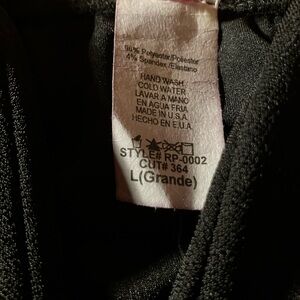 96% Polyester/Poliester
4% Spandex/Elastano
HAND WASH
COLD WATER
LAVAR A MANO
EN AGUA FRIA
MADE IN U.S.A
HECHO EN E.U.A
STYLE# RP-0002
CUT# 364
L(Grande)